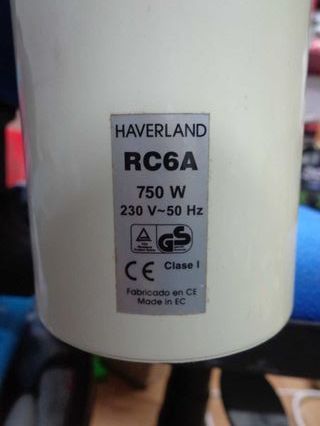 HAVERLAND
RC6A
750 W
230 V~50 Hz
GS
CE Clase I
Fabricado en CE
Made in EC